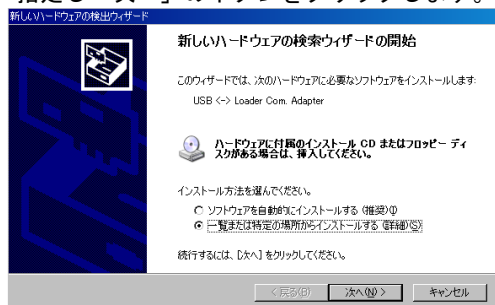 新しいハードウェアの検出ウィザード
新しいハードウェアの検索ウィザードの開始
このウィザードでは、次のハードウェアに必要なソフトウェアをインストールします:
USB <-> Loader Com. Adapter
ハードウェアに付属のインストール CD またはフロッピー ディ
スクがある場合は、挿入してください。
インストール方法を選んでください。
ソフトウェアを自動的にインストールする (推奨)(I)
一覧または特定の場所からインストールする (詳細)(S)
続行するには、[次へ] をクリックしてください。
< 戻る(B) 次へ(N) > キャンセル